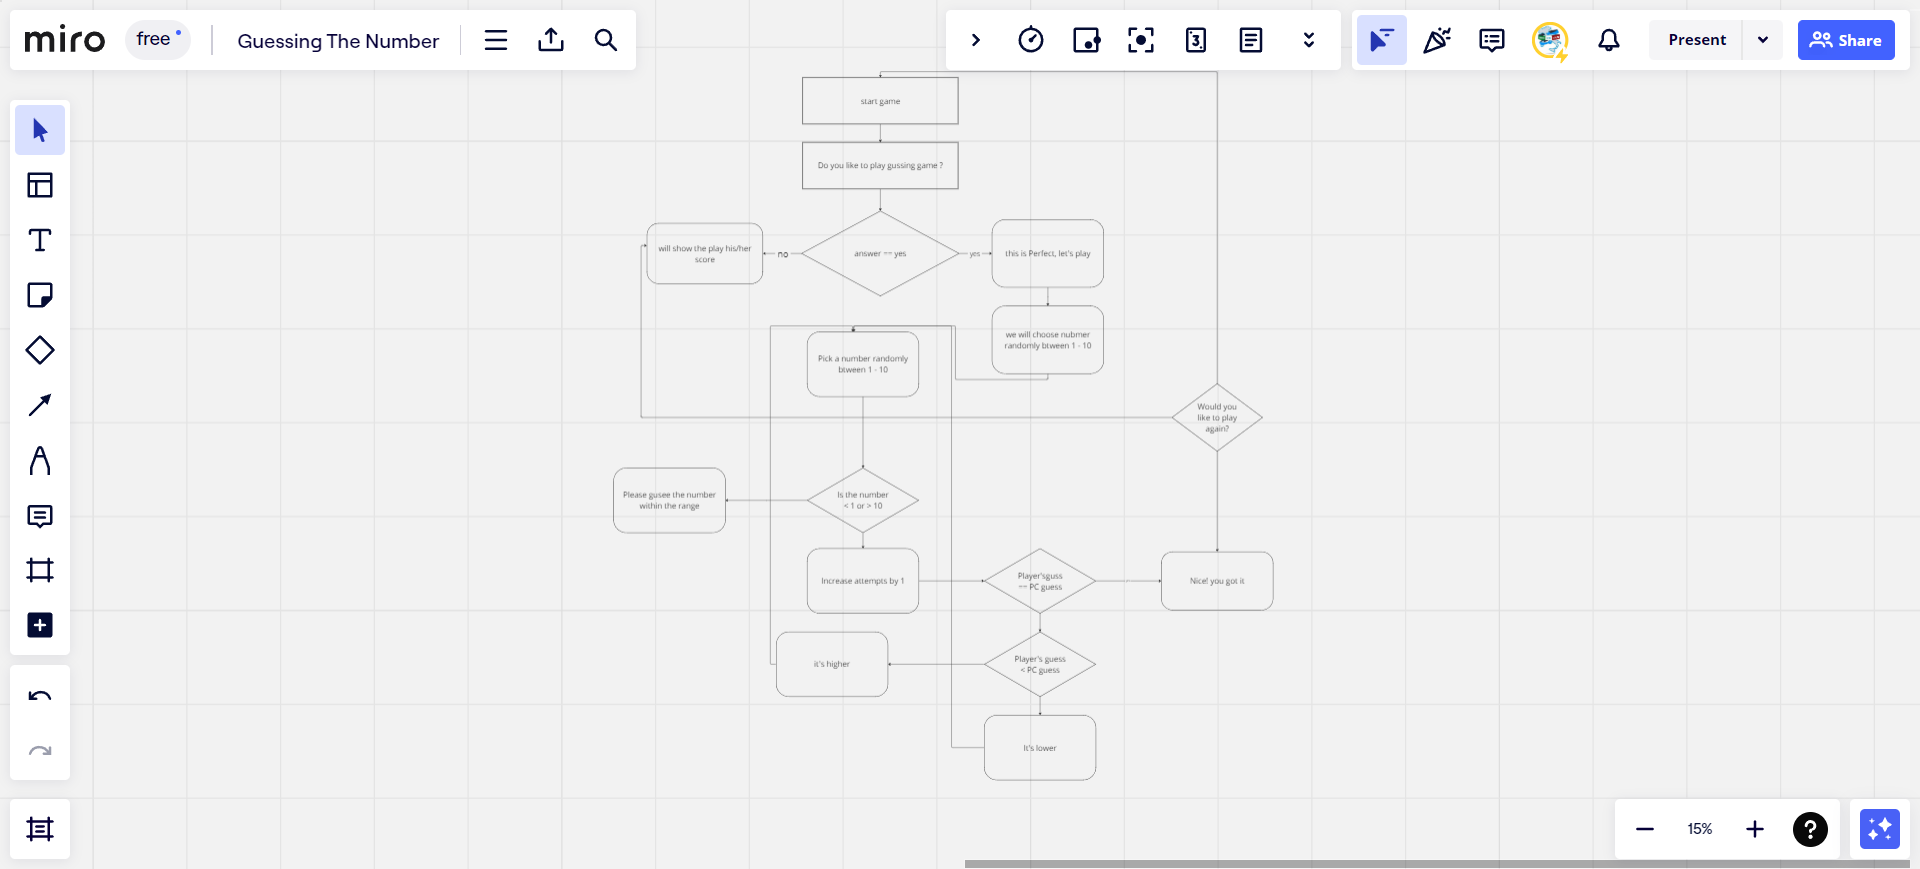 miro
free
Guessing The Number
3
Present
Share
start game
Do you like to play gussing game ?
will show the play his/her
score
no
answer == yes
yes
this is Perfect, let's play
we will choose nubmer
randomly btween 1 - 10
Pick a number randomly
btween 1 - 10
Would you
like to play
again?
Please gusee the number
within the range
Is the number
< 1 or > 10
Increase attempts by 1
Player'sguss
== PC guess
Nice! you got it
it's higher
Player's guess
< PC guess
It's lower
15%
?